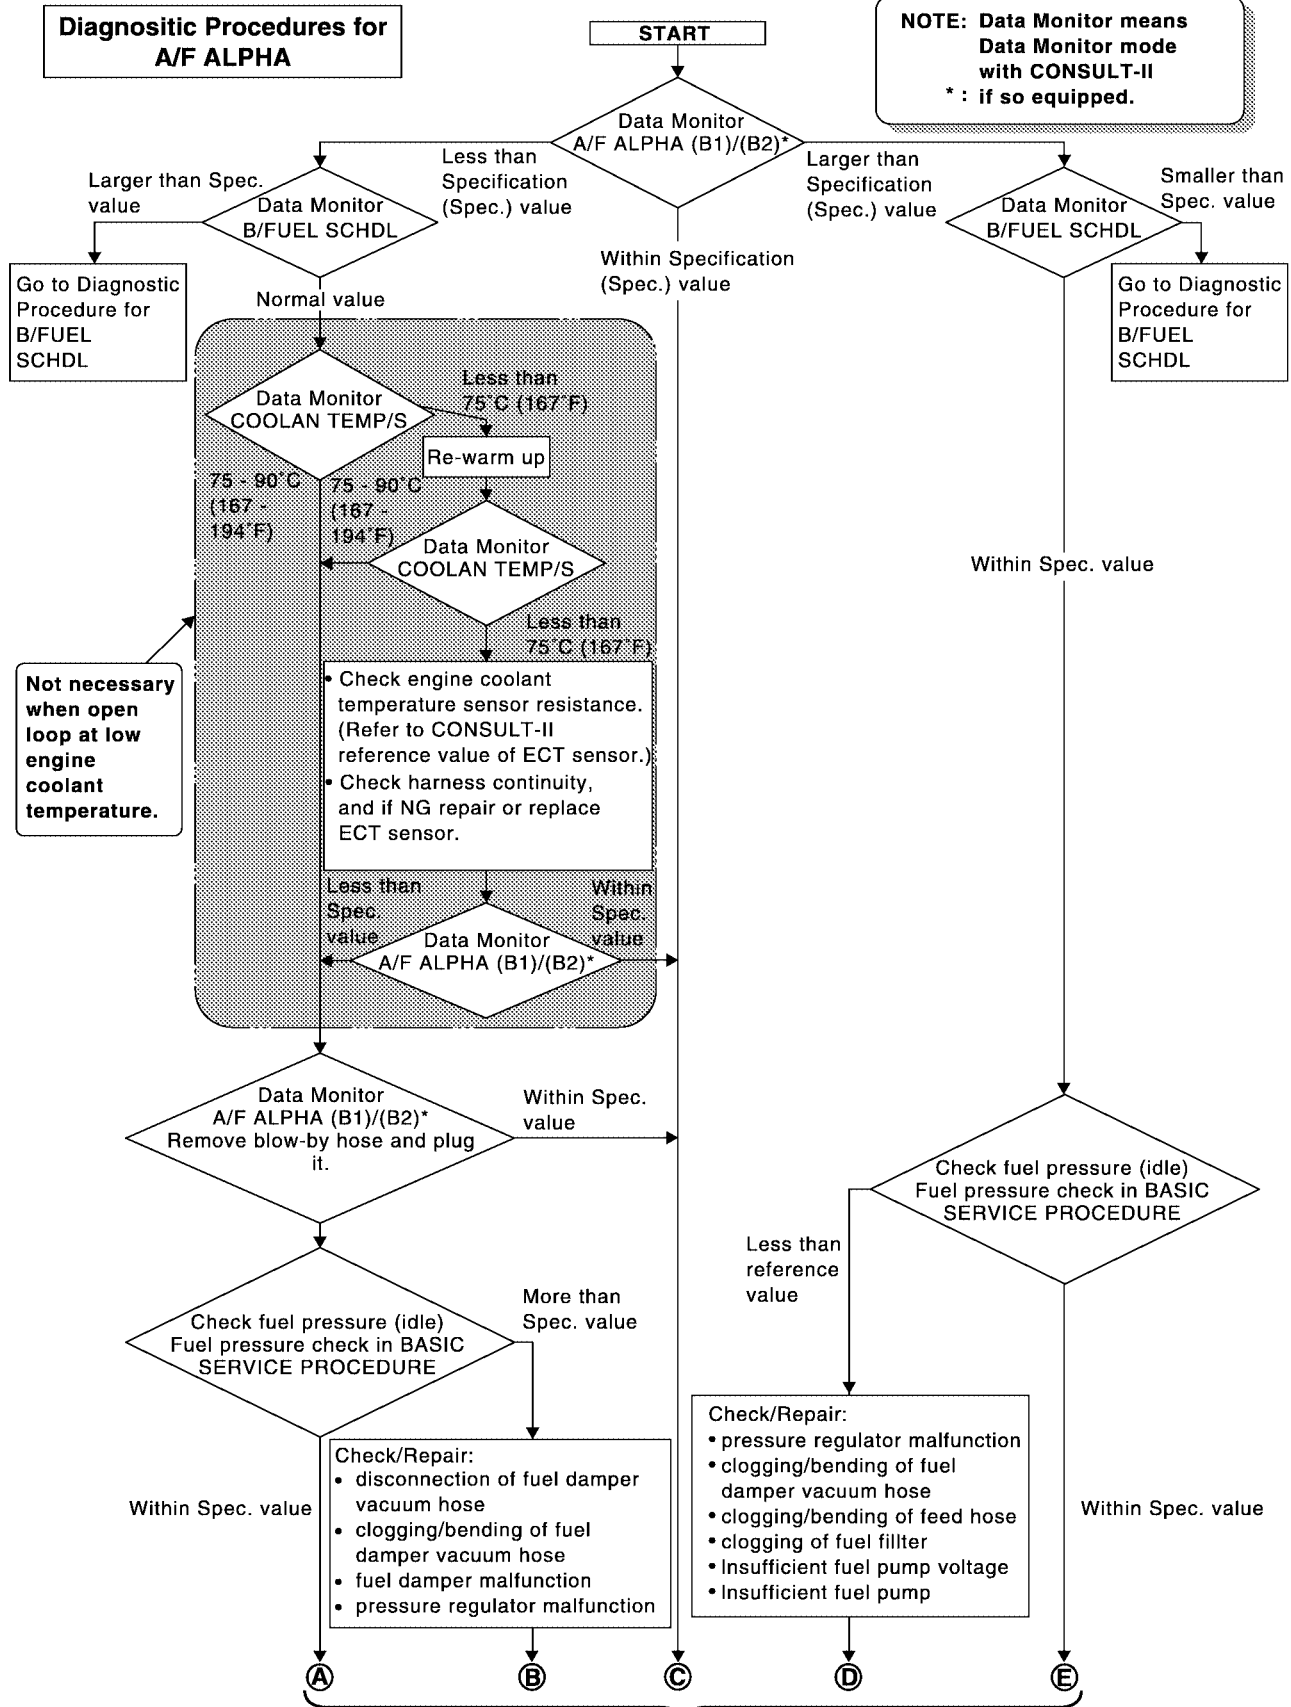 Diagnositic Procedures for
A/F ALPHA
START
NOTE: Data Monitor means
Data Monitor mode
with CONSULT-II
* : if so equipped.
Data Monitor
A/F ALPHA (B1)/(B2)*
Less than
Specification
(Spec.) value
Larger than
Specification
(Spec.) value
Within Specification
(Spec.) value
Larger than Spec.
value
Data Monitor
B/FUEL SCHDL
Data Monitor
B/FUEL SCHDL
Smaller than
Spec. value
Go to Diagnostic
Procedure for
B/FUEL
SCHDL
Normal value
Go to Diagnostic
Procedure for
B/FUEL
SCHDL
Data Monitor
COOLAN TEMP/S
Less than
75˚C (167˚F)
Re-warm up
75 - 90˚C
(167 -
194˚F)
75 - 90˚C
(167 -
194˚F)
Data Monitor
COOLAN TEMP/S
Within Spec. value
Less than
75˚C (167˚F)
Not necessary
when open
loop at low
engine
coolant
temperature.
• Check engine coolant
temperature sensor resistance.
(Refer to CONSULT-II
reference value of ECT sensor.)
• Check harness continuity,
and if NG repair or replace
ECT sensor.
Less than
Spec.
value
Within
Spec.
value
Data Monitor
A/F ALPHA (B1)/(B2)*
Data Monitor
A/F ALPHA (B1)/(B2)*
Remove blow-by hose and plug
it.
Within Spec.
value
Check fuel pressure (idle)
Fuel pressure check in BASIC
SERVICE PROCEDURE
Less than
reference
value
Check fuel pressure (idle)
Fuel pressure check in BASIC
SERVICE PROCEDURE
More than
Spec. value
Within Spec. value
Check/Repair:
• disconnection of fuel damper
vacuum hose
• clogging/bending of fuel
damper vacuum hose
• fuel damper malfunction
• pressure regulator malfunction
Check/Repair:
• pressure regulator malfunction
• clogging/bending of fuel
damper vacuum hose
• clogging/bending of feed hose
• clogging of fuel fillter
• Insufficient fuel pump voltage
• Insufficient fuel pump
Within Spec. value
A
B
C
D
E